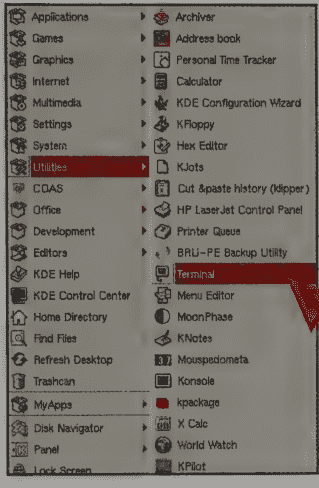 Applications
Games
Graphics
Internet
Multimedia
Settings
System
Utilities
COAS
Office
Development
Editors
KDE Help
KDE Control Center
Home Directory
Find Files
Refresh Desktop
Trashcan
MyApps
Disk Navigator
Panel
Lock Screen
Archiver
Address book
Personal Time Tracker
Calculator
KDE Configuration Wizard
KFloppy
Hex Editor
KJots
Cut &paste history (klipper)
HP LaserJet Control Panel
Printer Queue
BRU-PE Backup Utility
Terminal
Menu Editor
MoonPhase
KNotes
Mouspedometa
Konsole
kpackage
X Calc
World Watch
KPilot